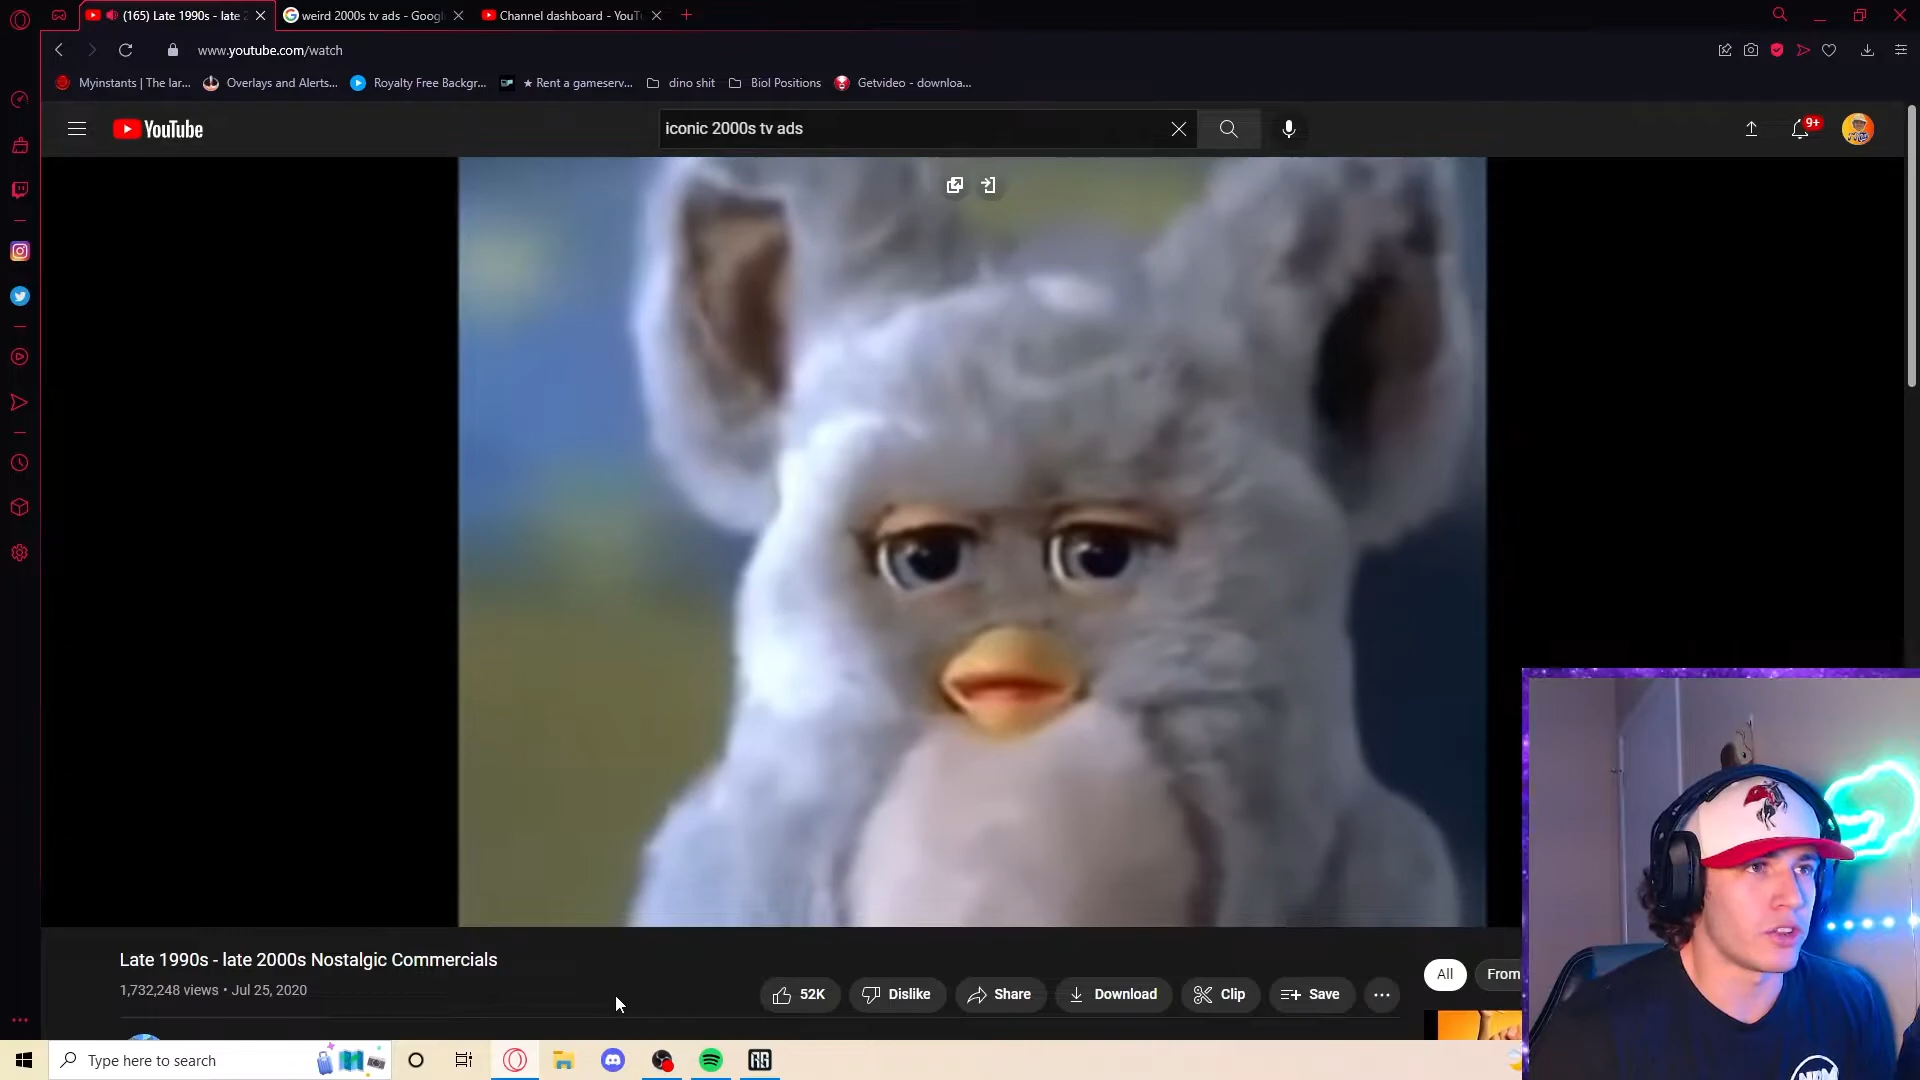 (165) Late 1990s - late
weird 2000s tv ads - Googl
Channel dashboard - YouTu
www.youtube.com/watch
Myinstants | The lar...
Overlays and Alerts...
Royalty Free Backgr...
★ Rent a gameserv...
dino shit
Biol Positions
Getvideo - downloa...
YouTube
iconic 2000s tv ads
9+
Late 1990s - late 2000s Nostalgic Commercials
1,732,248 views • Jul 25, 2020
52K
Dislike
Share
Download
Clip
Save
All
From
Type here to search